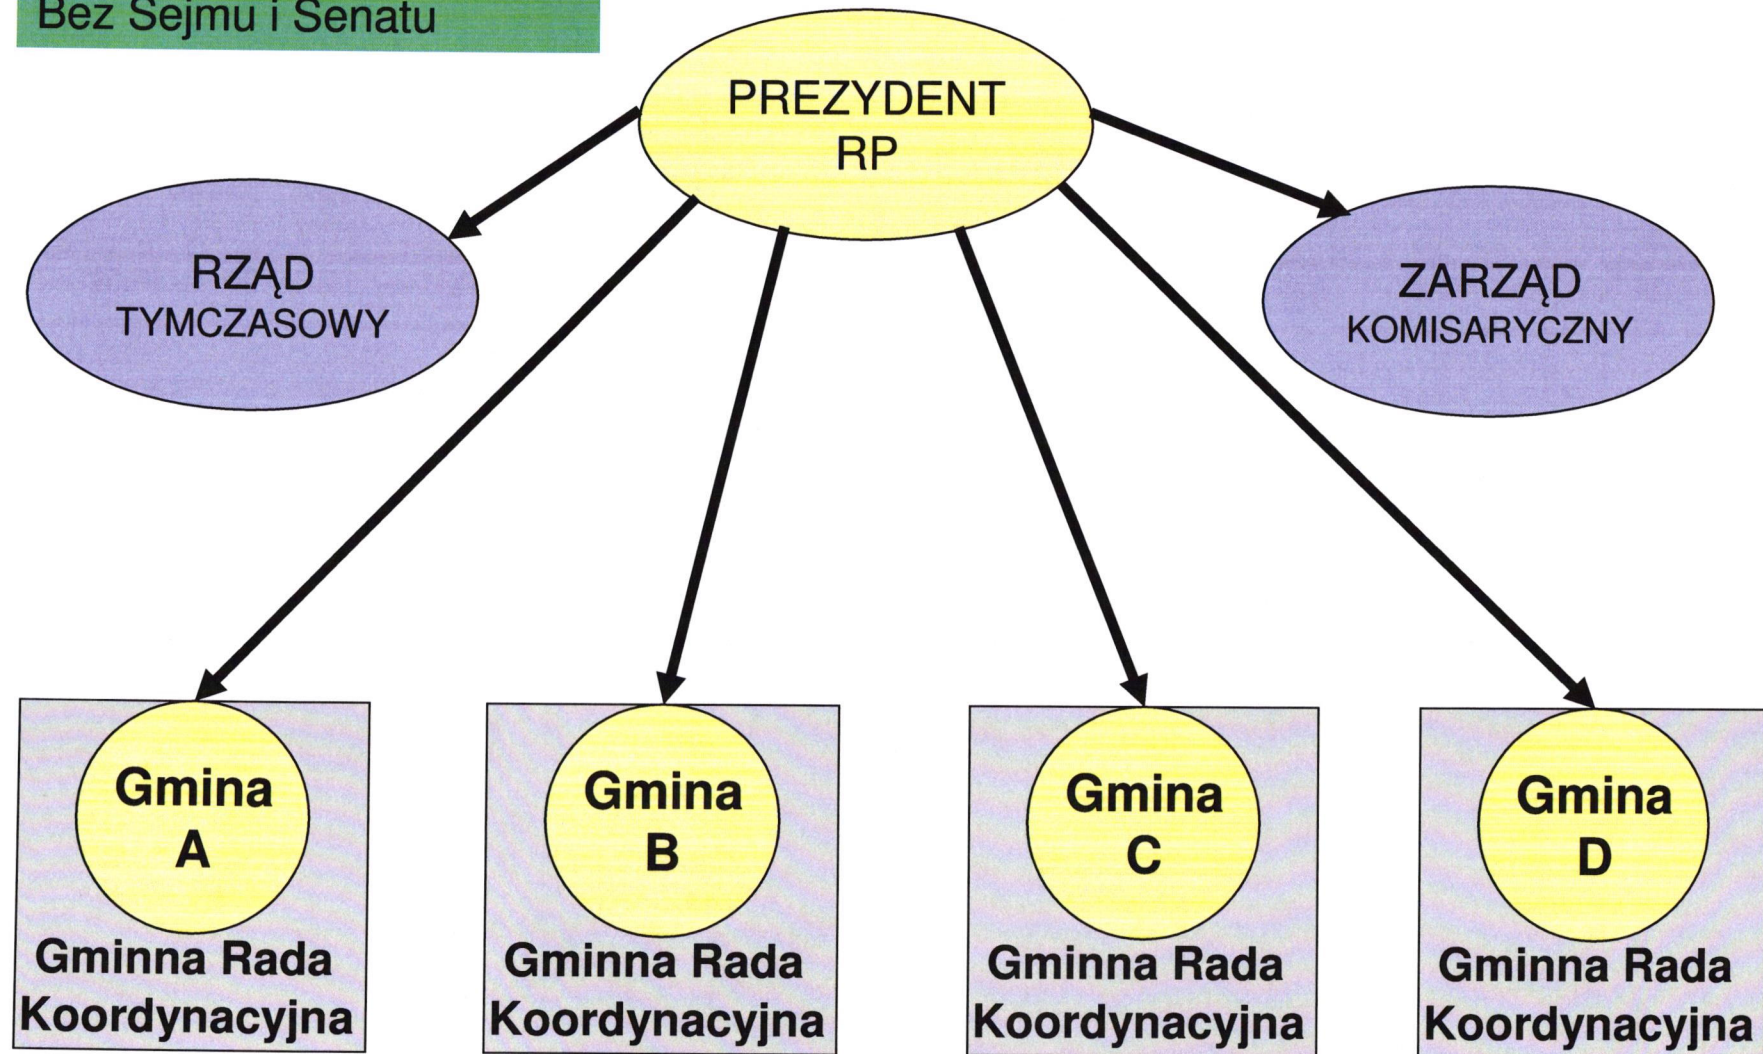 Bez Sejmu i Senatu
PREZYDENT
RP
RZĄD
TYMCZASOWY
ZARZĄD
KOMISARYCZNY
Gmina
A
Gminna Rada
Koordynacyjna
Gmina
B
Gminna Rada
Koordynacyjna
Gmina
C
Gminna Rada
Koordynacyjna
Gmina
D
Gminna Rada
Koordynacyjna